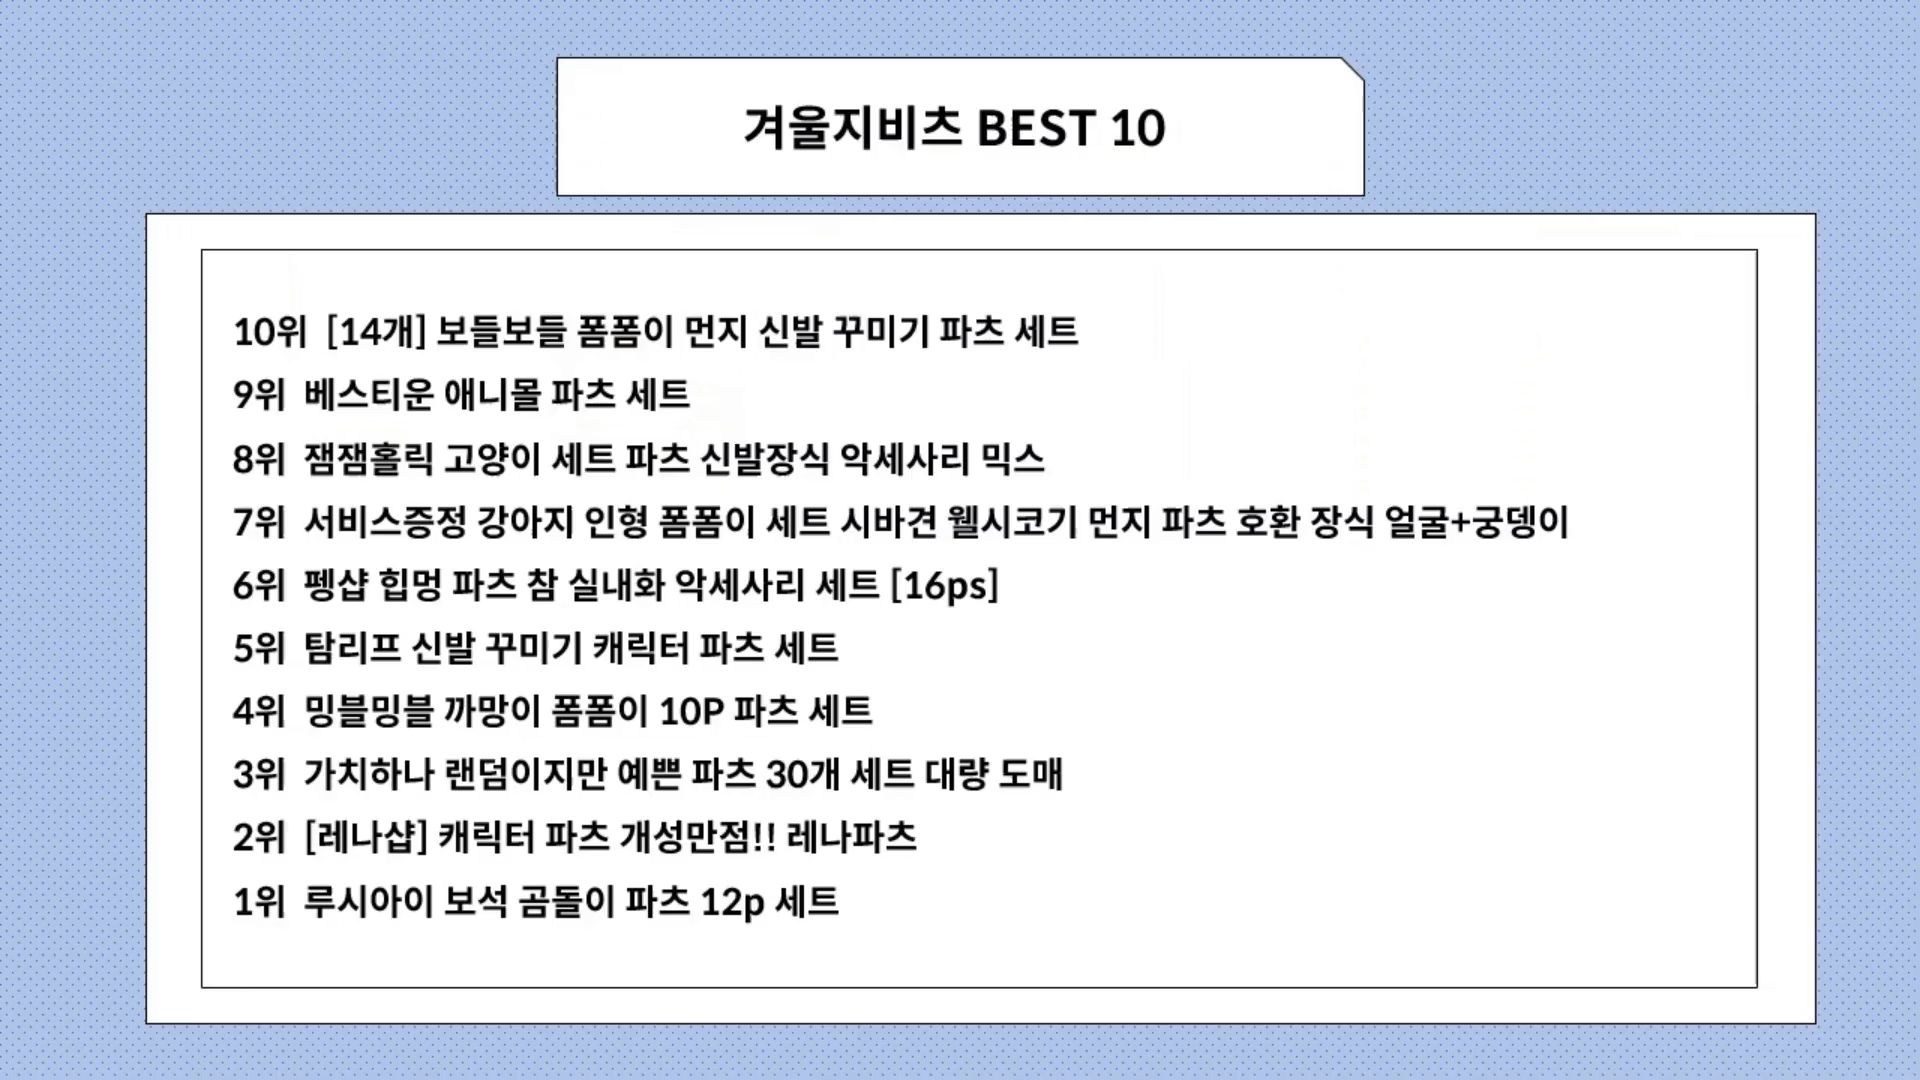 겨울지비츠 BEST 10
10위 [14개] 보들보들 폼폼이 먼지 신발 꾸미기 파츠 세트
9위 베스티운 애니몰 파츠 세트
8위 잼잼홀릭 고양이 세트 파츠 신발장식 악세사리 믹스
7위 서비스증정 강아지 인형 폼폼이 세트 시바견 웰시코기 먼지 파츠 호환 장식 얼굴+궁뎅이
6위 펭샵 힙멍 파츠 참 실내화 악세사리 세트 [16ps]
5위 탐리프 신발 꾸미기 캐릭터 파츠 세트
4위 밍블밍블 까망이 폼폼이 10P 파츠 세트
3위 가치하나 랜덤이지만 예쁜 파츠 30개 세트 대량 도매
2위 [레나샵] 캐릭터 파츠 개성만점!! 레나파츠
1위 루시아이 보석 곰돌이 파츠 12p 세트